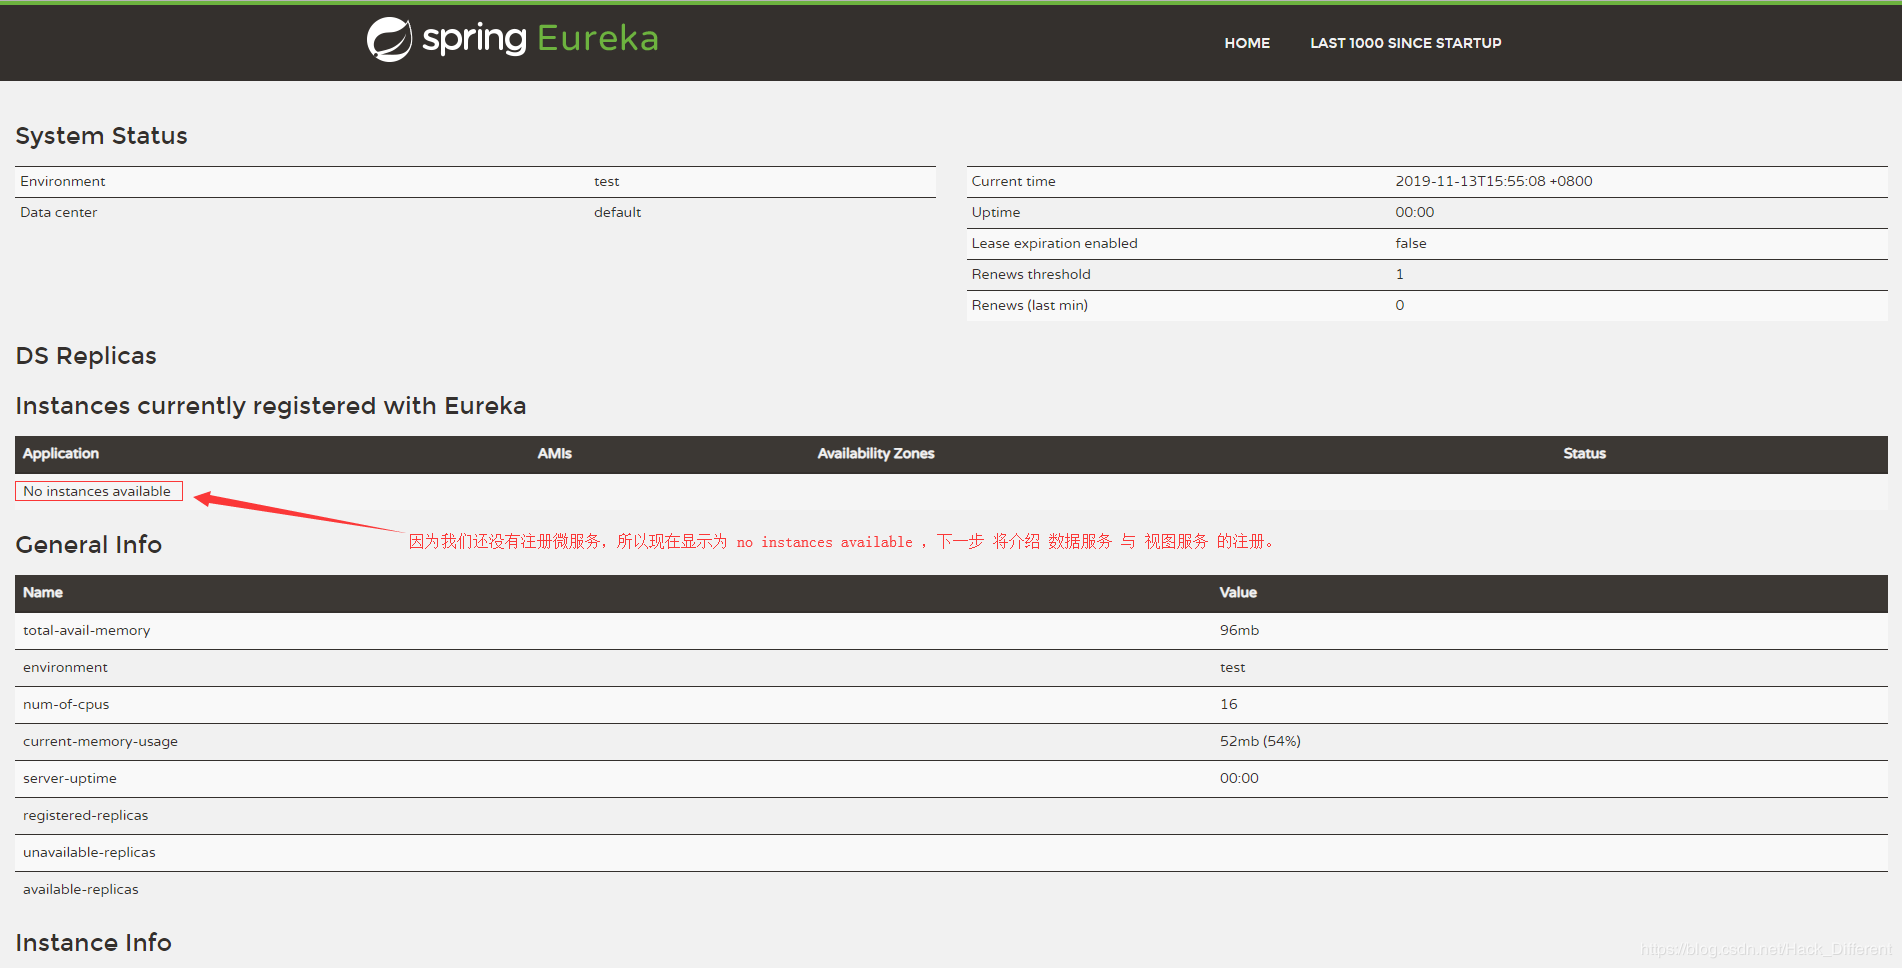 spring Eureka
HOME LAST 1000 SINCE STARTUP
System Status
Environment test
Data center default
Current time 2019-11-13T15:55:08 +0800
Uptime 00:00
Lease expiration enabled false
Renews threshold 1
Renews (last min) 0
DS Replicas
Instances currently registered with Eureka
Application AMIs Availability Zones Status
No instances available
因为我们还没有注册微服务，所以现在显示为 no instances available ，下一步 将介绍 数据服务 与 视图服务 的注册。
General Info
Name Value
total-avail-memory 96mb
environment test
num-of-cpus 16
current-memory-usage 52mb (54%)
server-uptime 00:00
registered-replicas
unavailable-replicas
available-replicas
Instance Info
https://blog.csdn.net/Hack_Different